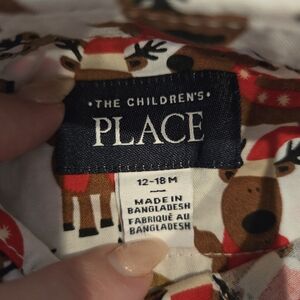 • THE CHILDREN'S •
PLACE
12-18 M
MADE IN
BANGLADESH
FABRIQUÉ AU
BANGLADESH